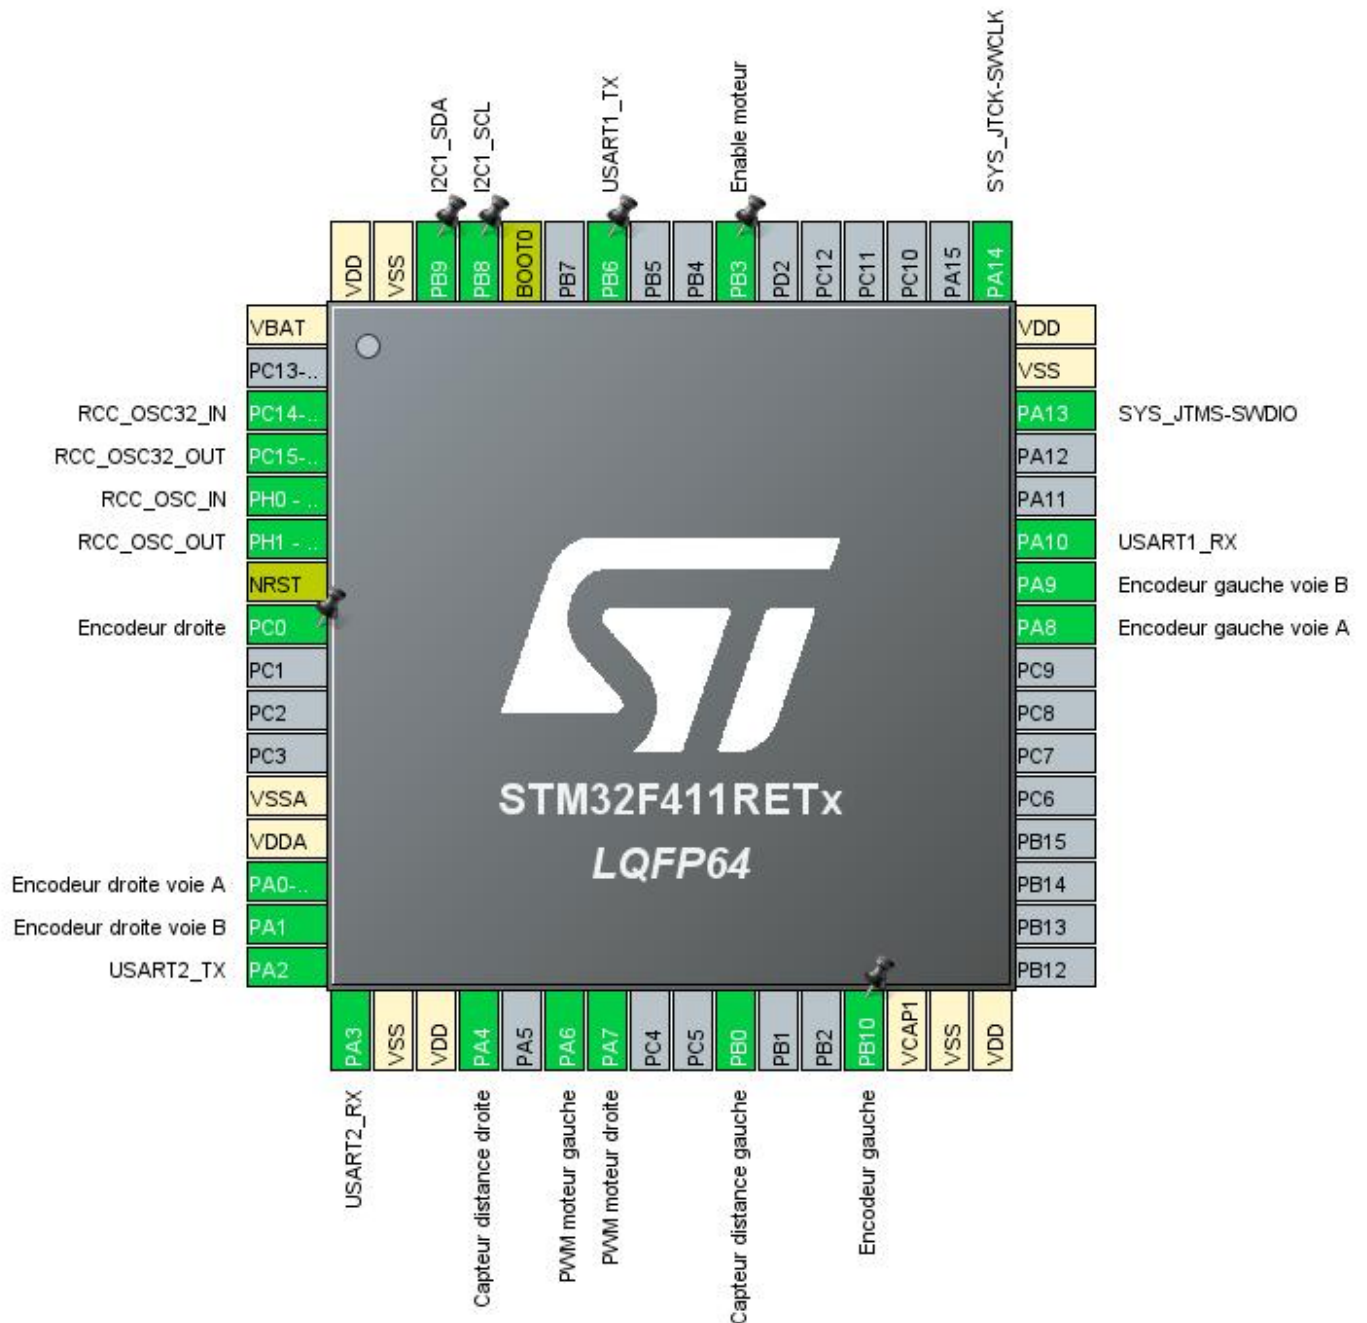 I2C1_SDA
I2C1_SCL
USART1_TX
Enable moteur
SYS_JTCK-SWCLK
VDD
VSS
PB9
PB8
BOOT0
PB7
PB6
PB5
PB4
PB3
PD2
PC12
PC11
PC10
PA15
PA14
VBAT
PC13-..
RCC_OSC32_IN PC14-..
RCC_OSC32_OUT PC15-..
RCC_OSC_IN PH0 - ..
RCC_OSC_OUT PH1 - ..
NRST
Encodeur droite PC0
PC1
PC2
PC3
VSSA
VDDA
Encodeur droite voie A PA0-..
Encodeur droite voie B PA1
USART2_TX PA2
ST
STM32F411RETx
LQFP64
VDD
VSS
PA13 SYS_JTMS-SWDIO
PA12
PA11
PA10 USART1_RX
PA9 Encodeur gauche voie B
PA8 Encodeur gauche voie A
PC9
PC8
PC7
PC6
PB15
PB14
PB13
PB12
PA3
VSS
VDD
PA4
PA5
PA6
PA7
PC4
PC5
PB0
PB1
PB2
PB10
VCAP1
VSS
VDD
USART2_RX
Capteur distance droite
PWM moteur gauche
PWM moteur droite
Capteur distance gauche
Encodeur gauche